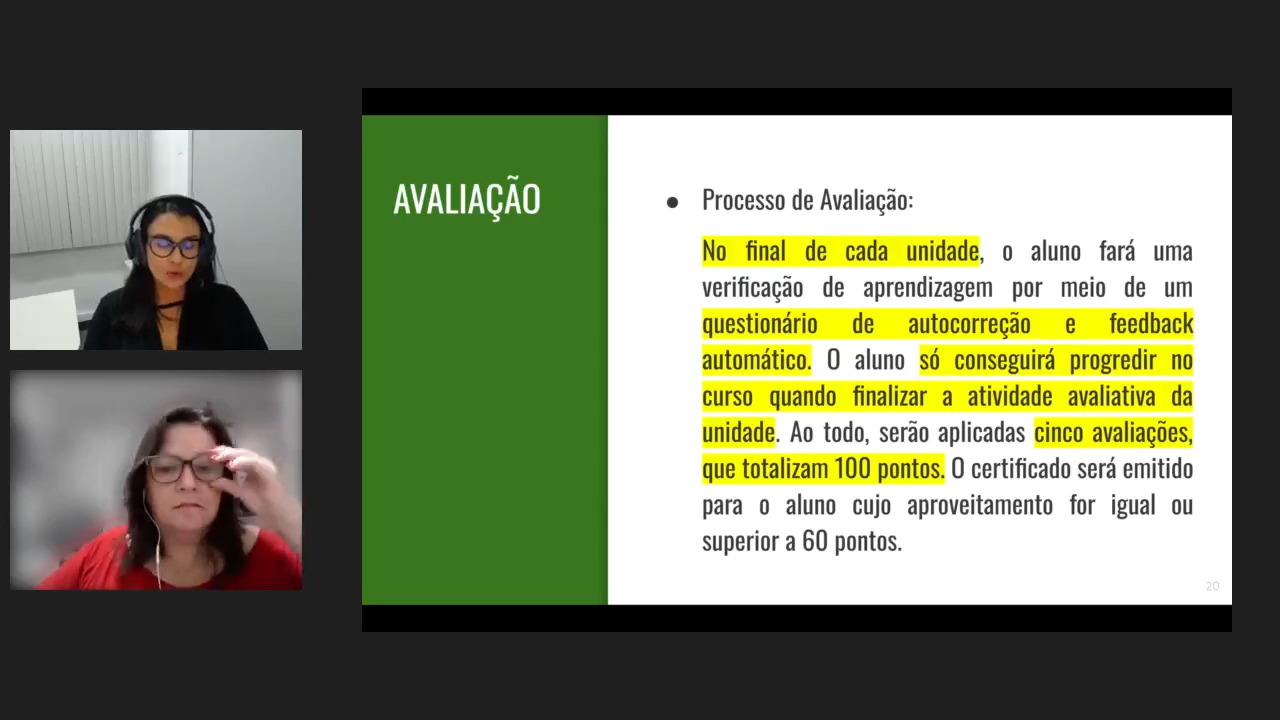 AVALIAÇÃO
● Processo de Avaliação:
No final de cada unidade, o aluno fará uma
verificação de aprendizagem por meio de um
questionário de autocorreção e feedback
automático. O aluno só conseguirá progredir no
curso quando finalizar a atividade avaliativa da
unidade. Ao todo, serão aplicadas cinco avaliações,
que totalizam 100 pontos. O certificado será emitido
para o aluno cujo aproveitamento for igual ou
superior a 60 pontos.
20